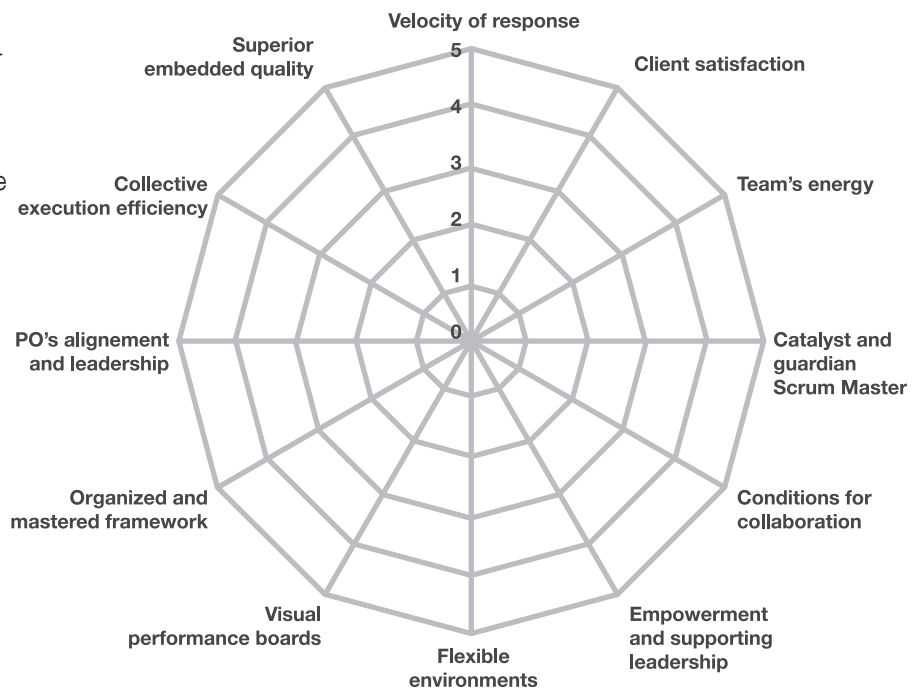 Velocity of response
Superior
embedded quality
Client satisfaction
5
4
3
2
1
0
Collective
execution efficiency
e
Team's energy
PO's alignement
and leadership
Catalyst and
guardian
Scrum Master
Organized and
mastered framework
Conditions for
collaboration
Visual
performance boards
Empowerment
and supporting
leadership
Flexible
environments